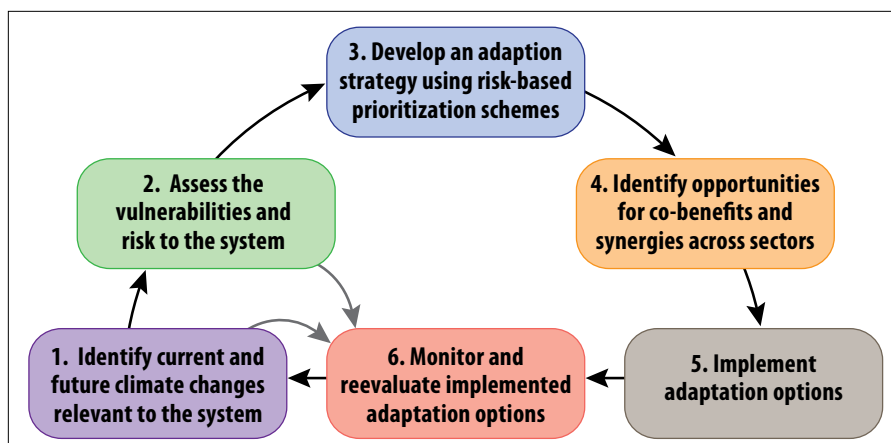 3. Develop an adaption
strategy using risk-based
prioritization schemes
2. Assess the
vulnerabilities and
risk to the system
4. Identify opportunities
for co-benefits and
synergies across sectors
1. Identify current and
future climate changes
relevant to the system
6. Monitor and
reevaluate implemented
adaptation options
5. Implement
adaptation options